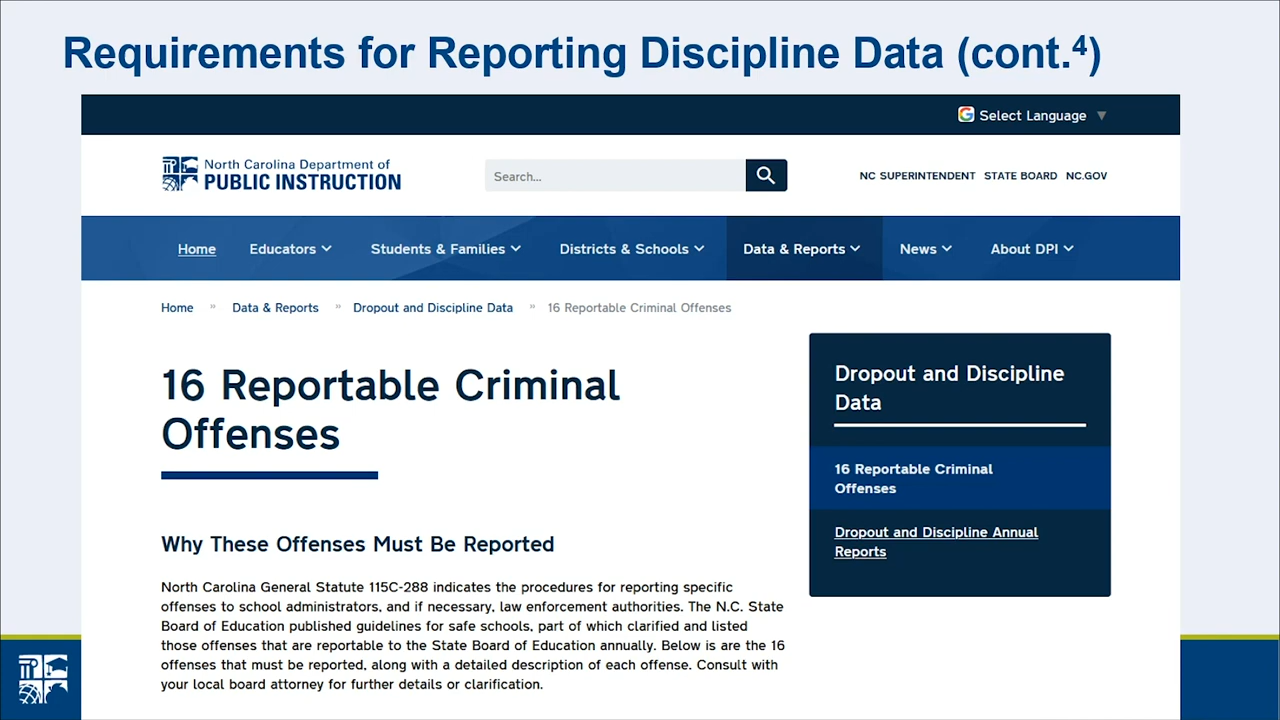 Requirements for Reporting Discipline Data (cont.⁴)
Select Language ▼
North Carolina Department of
PUBLIC INSTRUCTION
Search...
NC SUPERINTENDENT STATE BOARD NC.GOV
Home Educators Students & Families Districts & Schools Data & Reports News About DPI
Home » Data & Reports » Dropout and Discipline Data » 16 Reportable Criminal Offenses
16 Reportable Criminal
Offenses
Why These Offenses Must Be Reported
North Carolina General Statute 115C-288 indicates the procedures for reporting specific
offenses to school administrators, and if necessary, law enforcement authorities. The N.C. State
Board of Education published guidelines for safe schools, part of which clarified and listed
those offenses that are reportable to the State Board of Education annually. Below is are the 16
offenses that must be reported, along with a detailed description of each offense. Consult with
your local board attorney for further details or clarification.
Dropout and Discipline
Data
16 Reportable Criminal
Offenses
Dropout and Discipline Annual
Reports